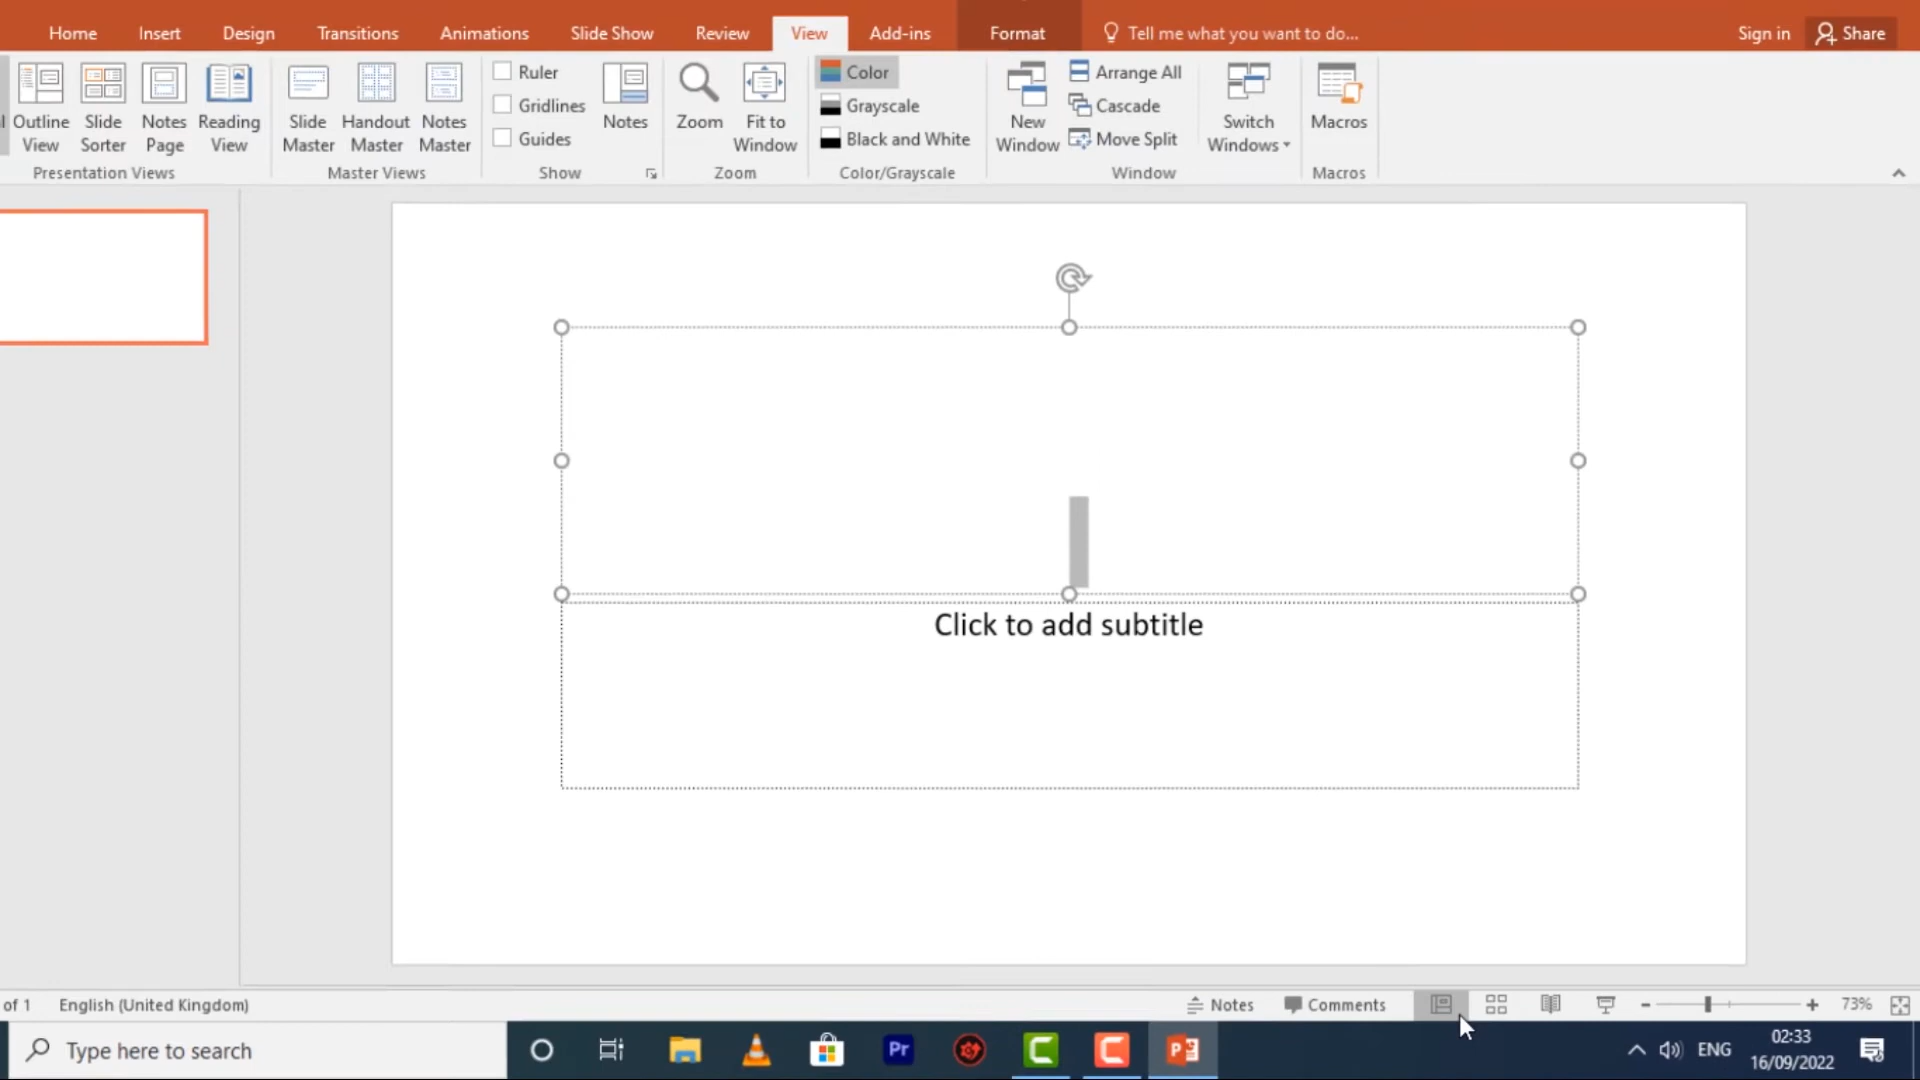 Home Insert Design Transitions Animations Slide Show Review View Add-ins Format Tell me what you want to do... Sign in Share
Outline View
Slide Sorter
Notes Page
Reading View
Presentation Views
Slide Master
Handout Master
Notes Master
Master Views
Ruler
Gridlines
Guides
Notes
Show
Zoom
Fit to Window
Zoom
Color
Grayscale
Black and White
Color/Grayscale
New Window
Arrange All
Cascade
Move Split
Switch Windows
Window
Macros
Macros
Click to add subtitle
of 1 English (United Kingdom) Notes Comments 73%
Type here to search Pr ENG 02:33
16/09/2022